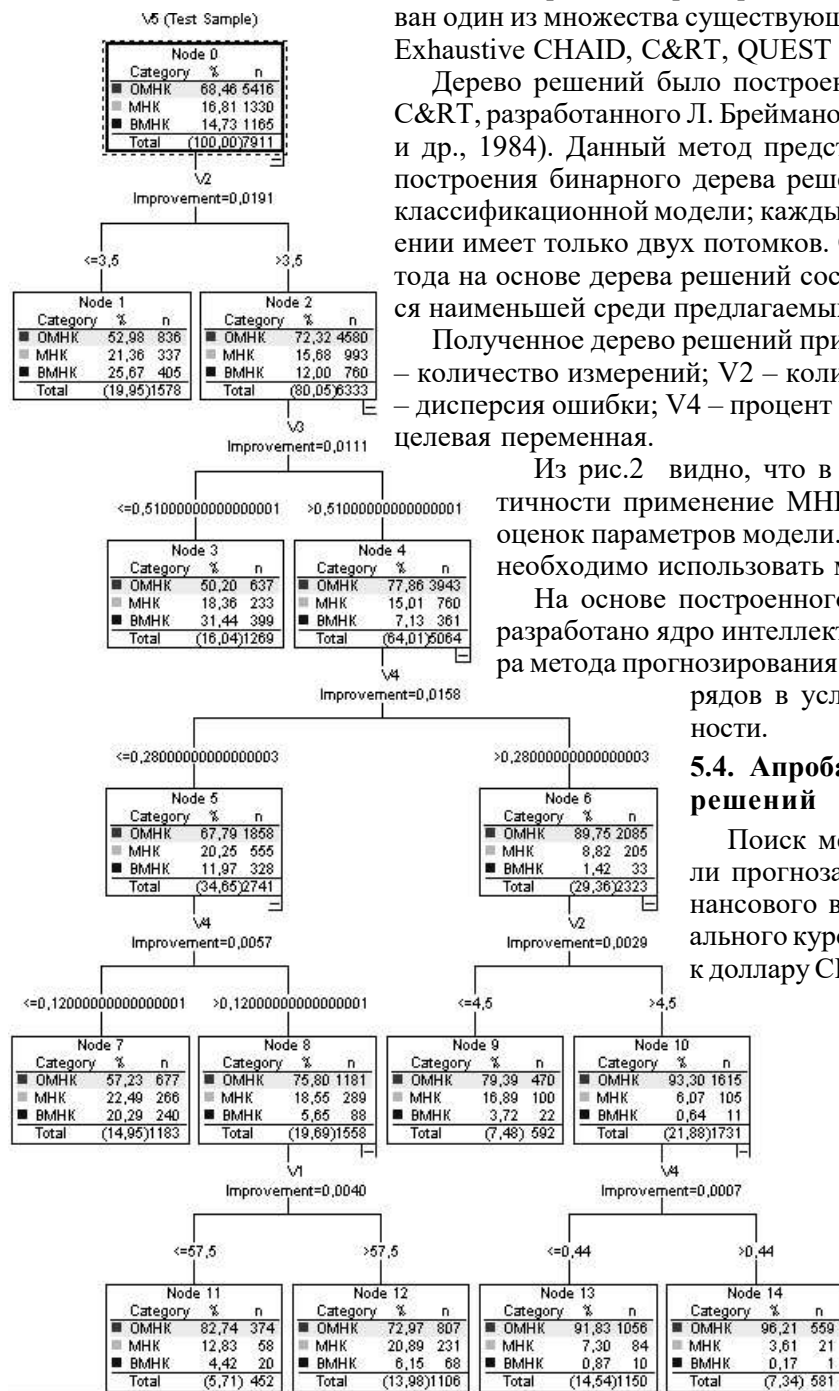 V5 (Test Sample)
Node 0
Category % n
ОМНК 68,46 5416
МНК 16,81 1330
ВМНК 14,73 1165
Total (100,00)7911
V2
Improvement=0,0191
<=3,5 >3,5
Node 1
Category % n
ОМНК 52,98 836
МНК 21,36 337
ВМНК 25,67 405
Total (19,95)1578
Node 2
Category % n
ОМНК 72,32 4580
МНК 15,68 993
ВМНК 12,00 760
Total (80,05)6333
V3
Improvement=0,0111
<=0,51000000000000001 >0,51000000000000001
Node 3
Category % n
ОМНК 50,20 637
МНК 18,36 233
ВМНК 31,44 399
Total (16,04)1269
Node 4
Category % n
ОМНК 77,86 3943
МНК 15,01 760
ВМНК 7,13 361
Total (64,01)5064
V4
Improvement=0,0158
<=0,28000000000000003 >0,28000000000000003
Node 5
Category % n
ОМНК 67,79 1858
МНК 20,25 555
ВМНК 11,97 328
Total (34,65)2741
Node 6
Category % n
ОМНК 89,75 2085
МНК 8,82 205
ВМНК 1,42 33
Total (29,36)2323
V4
Improvement=0,0057
V2
Improvement=0,0029
<=0,1200000000000000001 >0,1200000000000000001
<=4,5 >4,5
Node 7
Category % n
ОМНК 57,23 677
МНК 22,49 266
ВМНК 20,29 240
Total (14,95)1183
Node 8
Category % n
ОМНК 75,80 1181
МНК 18,55 289
ВМНК 5,65 88
Total (19,69)1558
Node 9
Category % n
ОМНК 79,39 470
МНК 16,89 100
ВМНК 3,72 22
Total (7,48) 592
Node 10
Category % n
ОМНК 93,30 1615
МНК 6,07 105
ВМНК 0,64 11
Total (21,88)1731
V1
Improvement=0,0040
V4
Improvement=0,0007
<=57,5 >57,5
<=0,44 >0,44
Node 11
Category % n
ОМНК 82,74 374
МНК 12,83 58
ВМНК 4,42 20
Total (5,71) 452
Node 12
Category % n
ОМНК 72,97 807
МНК 20,89 231
ВМНК 6,15 68
Total (13,98)1106
Node 13
Category % n
ОМНК 91,83 1056
МНК 7,30 84
ВМНК 0,87 10
Total (14,54)1150
Node 14
Category % n
ОМНК 96,21 559
МНК 3,61 21
ВМНК 0,17 1
Total (7,34) 581
ван один из множества существующ
Exhaustive CHAID, C&RT, QUEST
Дерево решений было построен
C&RT, разработанного Л. Бреймано
и др., 1984). Данный метод предст
построения бинарного дерева реше
классификационной модели; кажды
ении имеет только двух потомков.
тода на основе дерева решений сос
ся наименьшей среди предлагаемы
Полученное дерево решений при
– количество измерений; V2 – коли
– дисперсия ошибки; V4 – процент
целевая переменная.
Из рис.2 видно, что в
тичности применение МНК
оценок параметров модели.
необходимо использовать м
На основе построенного
разработано ядро интеллект
ра метода прогнозирования
рядов в усл
ности.
5.4. Апроба
решений
Поиск мо
ли прогноза
нансового в
ального курс
к доллару С